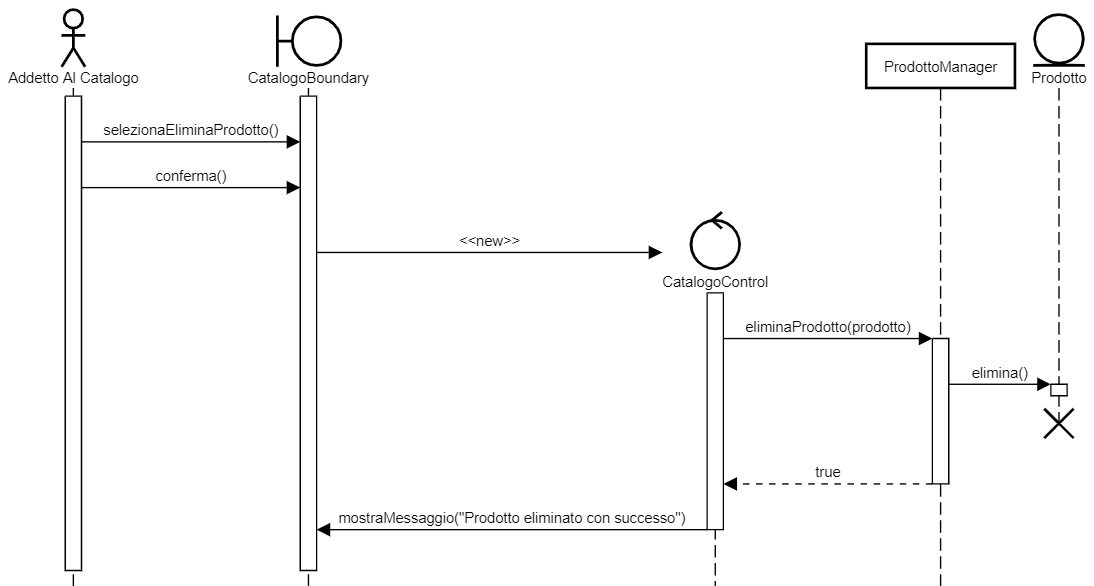 Addetto Al Catalogo
CatalogoBoundary
ProdottoManager
Prodotto
selezionaEliminaProdotto()
conferma()
<<new>>
CatalogoControl
eliminaProdotto(prodotto)
elimina()
true
mostraMessaggio("Prodotto eliminato con successo")